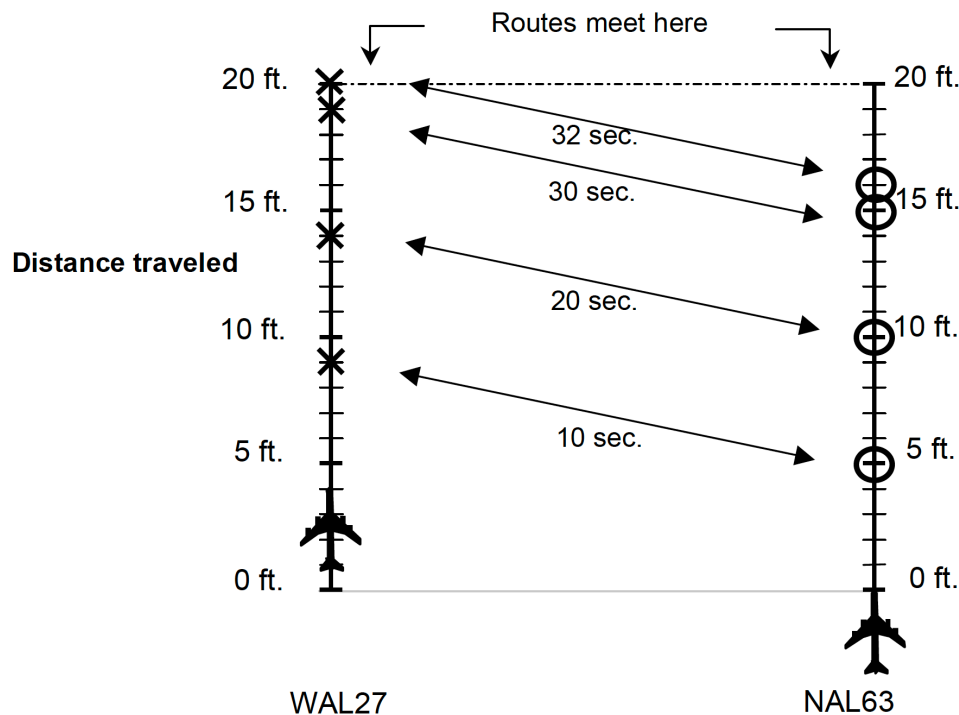 Routes meet here
20 ft.
20 ft.
32 sec.
30 sec.
15 ft.
15 ft.
Distance traveled
20 sec.
10 ft.
10 ft.
10 sec.
5 ft.
5 ft.
0 ft.
0 ft.
WAL27
NAL63